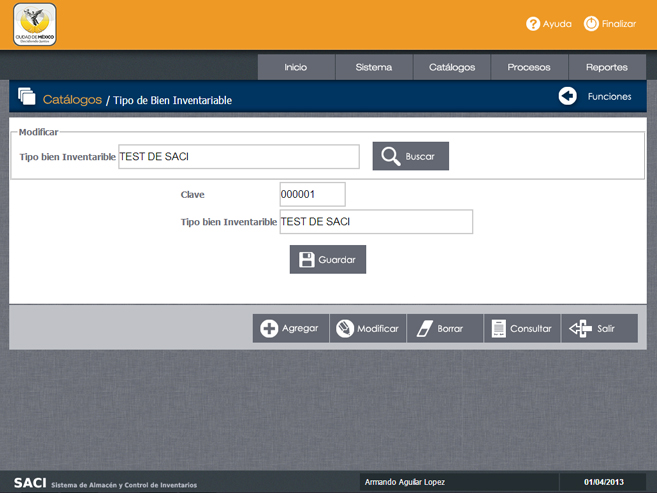 CIUDAD DE MÉXICO
Ayuda
Finalizar
Inicio
Sistema
Catálogos
Procesos
Reportes
Catálogos / Tipo de Bien Inventariable
Funciones
Modificar
Tipo bien Inventarible TEST DE SACI
Buscar
Clave 000001
Tipo bien Inventarible TEST DE SACI
Guardar
Agregar
Modificar
Borrar
Consultar
Salir
SACI Sistema de Almacén y Control de Inventarios
Armando Aguilar Lopez
01/04/2013